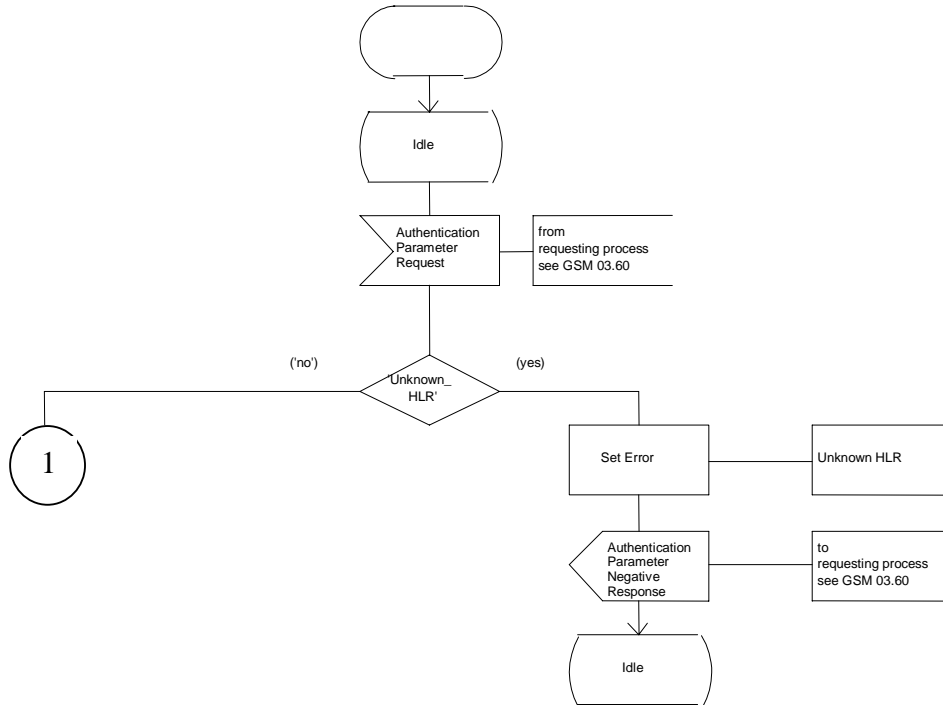 Idle
Authentication
Parameter
Request
from
requesting process
see GSM 03.60
('no')
'Unknown_
HLR'
(yes)
1
Set Error
Unknown HLR
Authentication
Parameter
Negative
Response
to
requesting process
see GSM 03.60
Idle